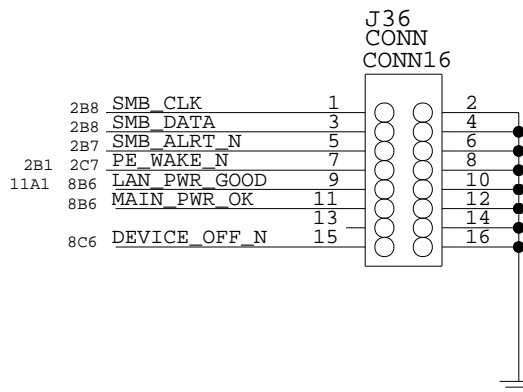 J36
CONN
CONN16
2B8 SMB_CLK 1 2
2B8 SMB_DATA 3 4
2B7 SMB_ALRT_N 5 6
2B1 2C7 PE_WAKE_N 7 8
11A1 8B6 LAN_PWR_GOOD 9 10
8B6 MAIN_PWR_OK 11 12
13 14
8C6 DEVICE_OFF_N 15 16